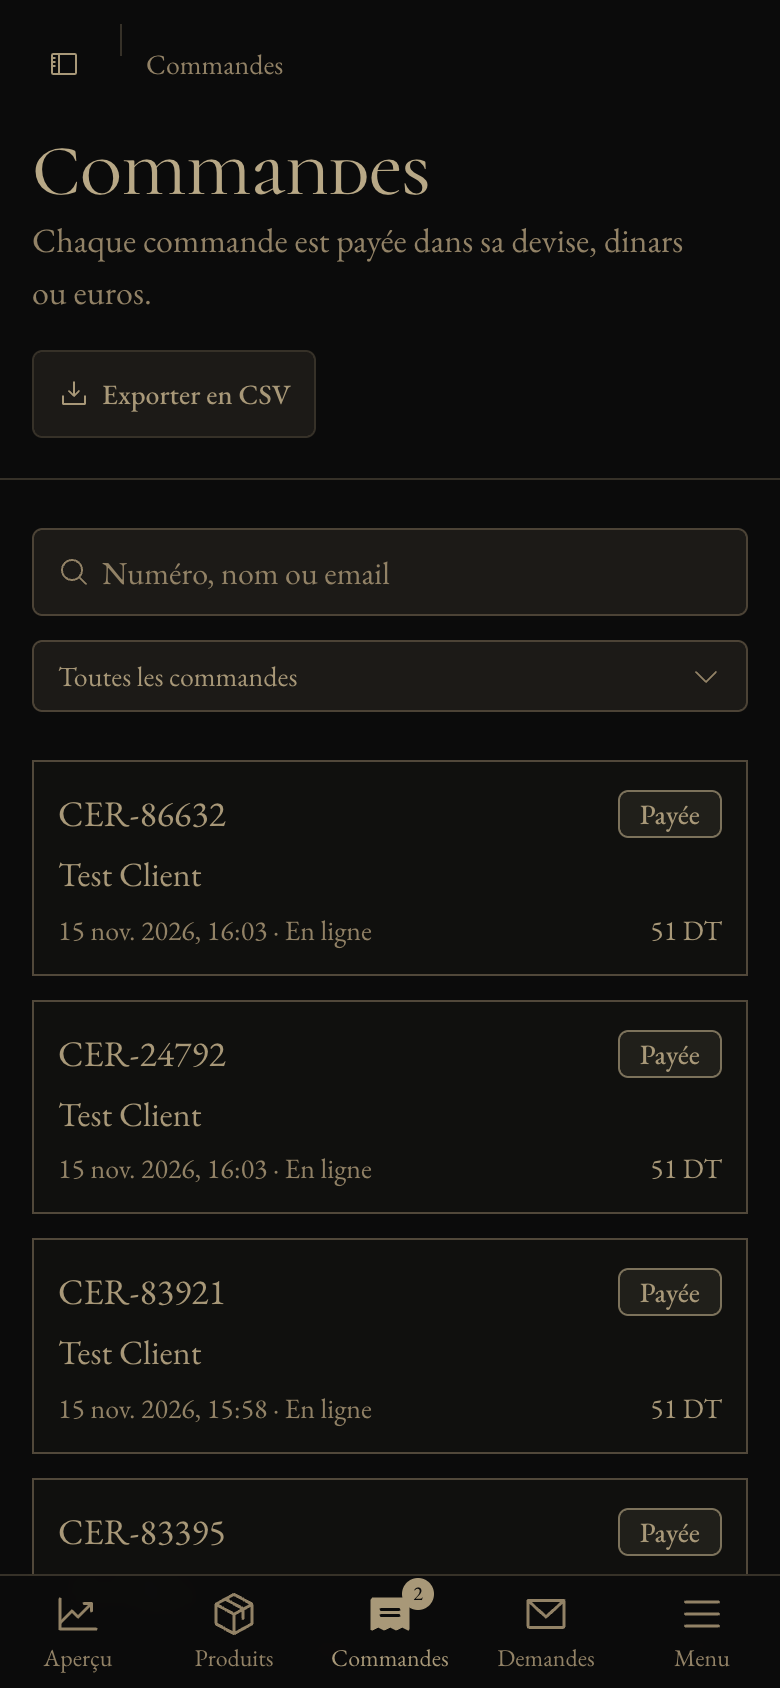 Commandes
Commandes
Chaque commande est payée dans sa devise, dinars
ou euros.
Exporter en CSV
Numéro, nom ou email
Toutes les commandes
CER-86632
Payée
Test Client
15 nov. 2026, 16:03 · En ligne
51 DT
CER-24792
Payée
Test Client
15 nov. 2026, 16:03 · En ligne
51 DT
CER-83921
Payée
Test Client
15 nov. 2026, 15:58 · En ligne
51 DT
CER-83395
Payée
2
Aperçu
Produits
Commandes
Demandes
Menu